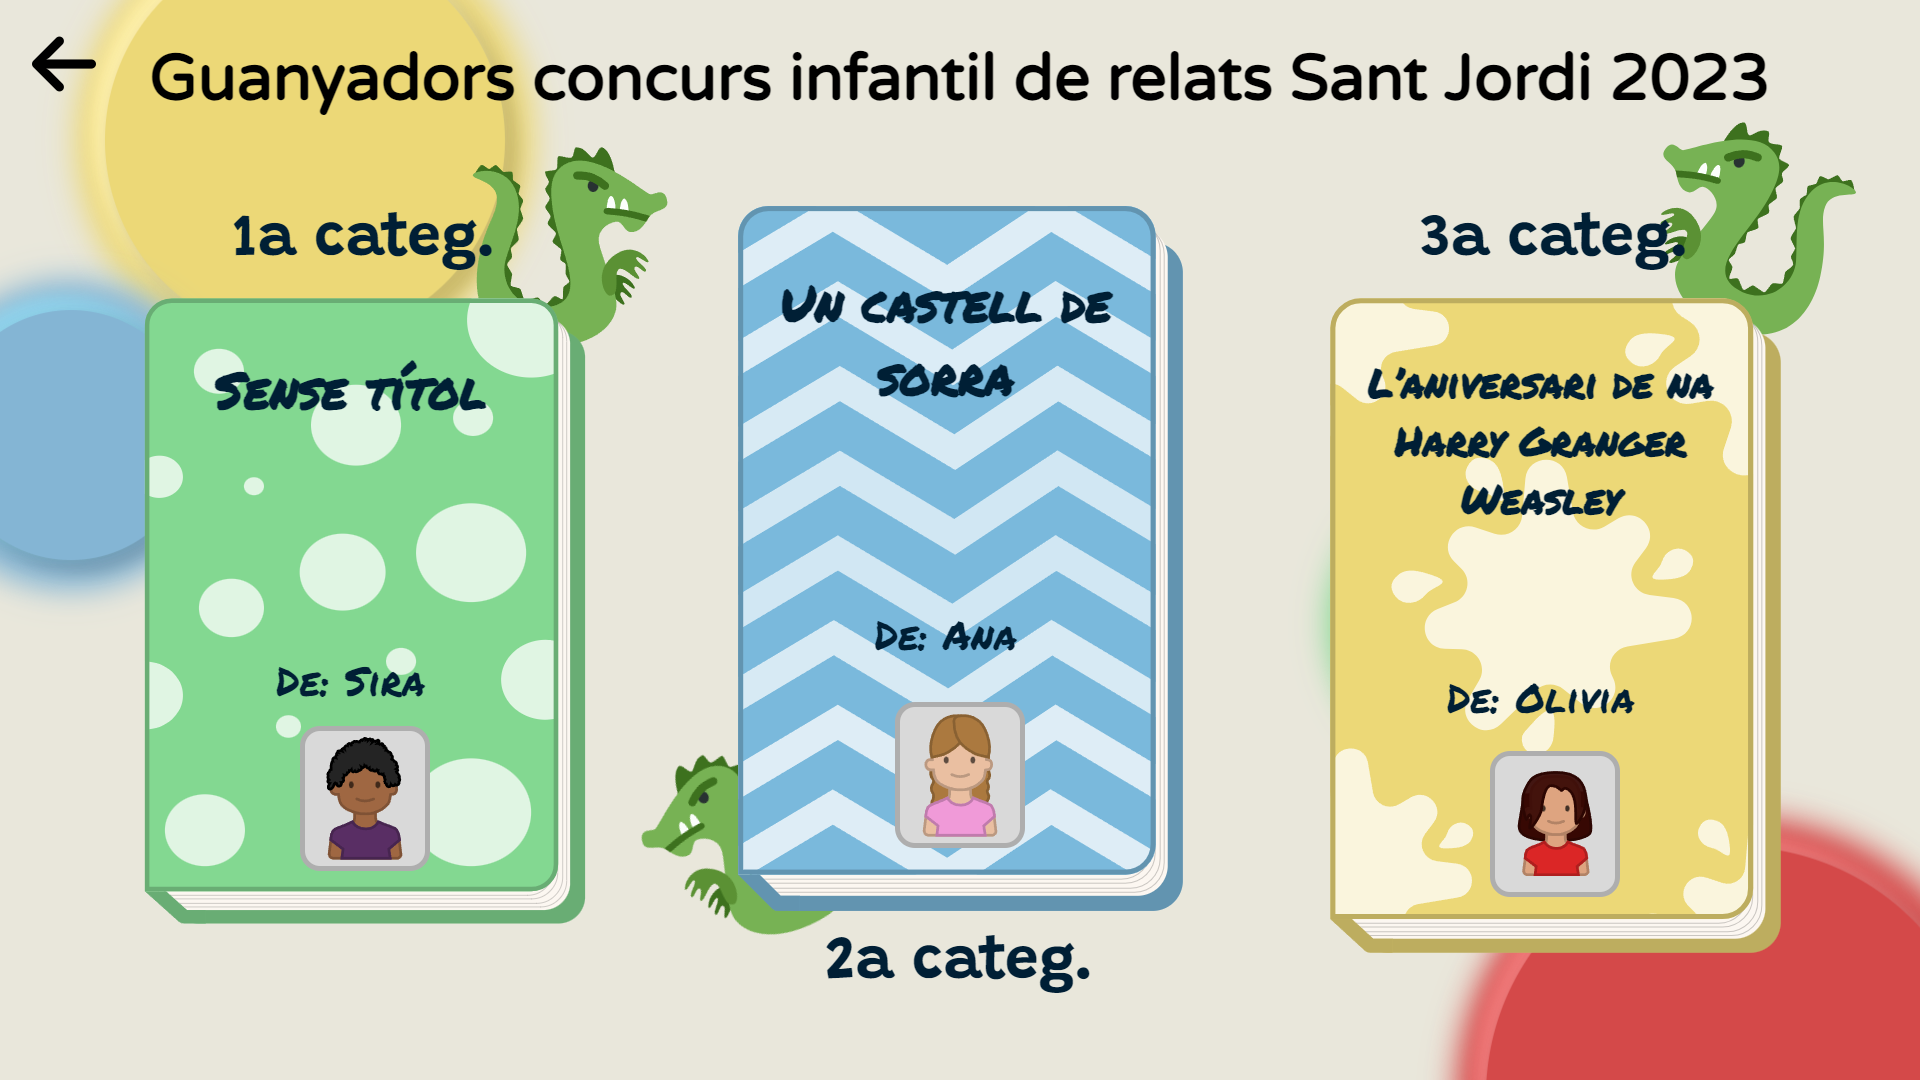 Guanyadors concurs infantil de relats Sant Jordi 2023
1a categ.
Sense títol
De: Sira
Un castell de
sorra
De: Ana
2a categ.
3a categ.
L'aniversari de na
Harry Granger
Weasley
De: Olivia